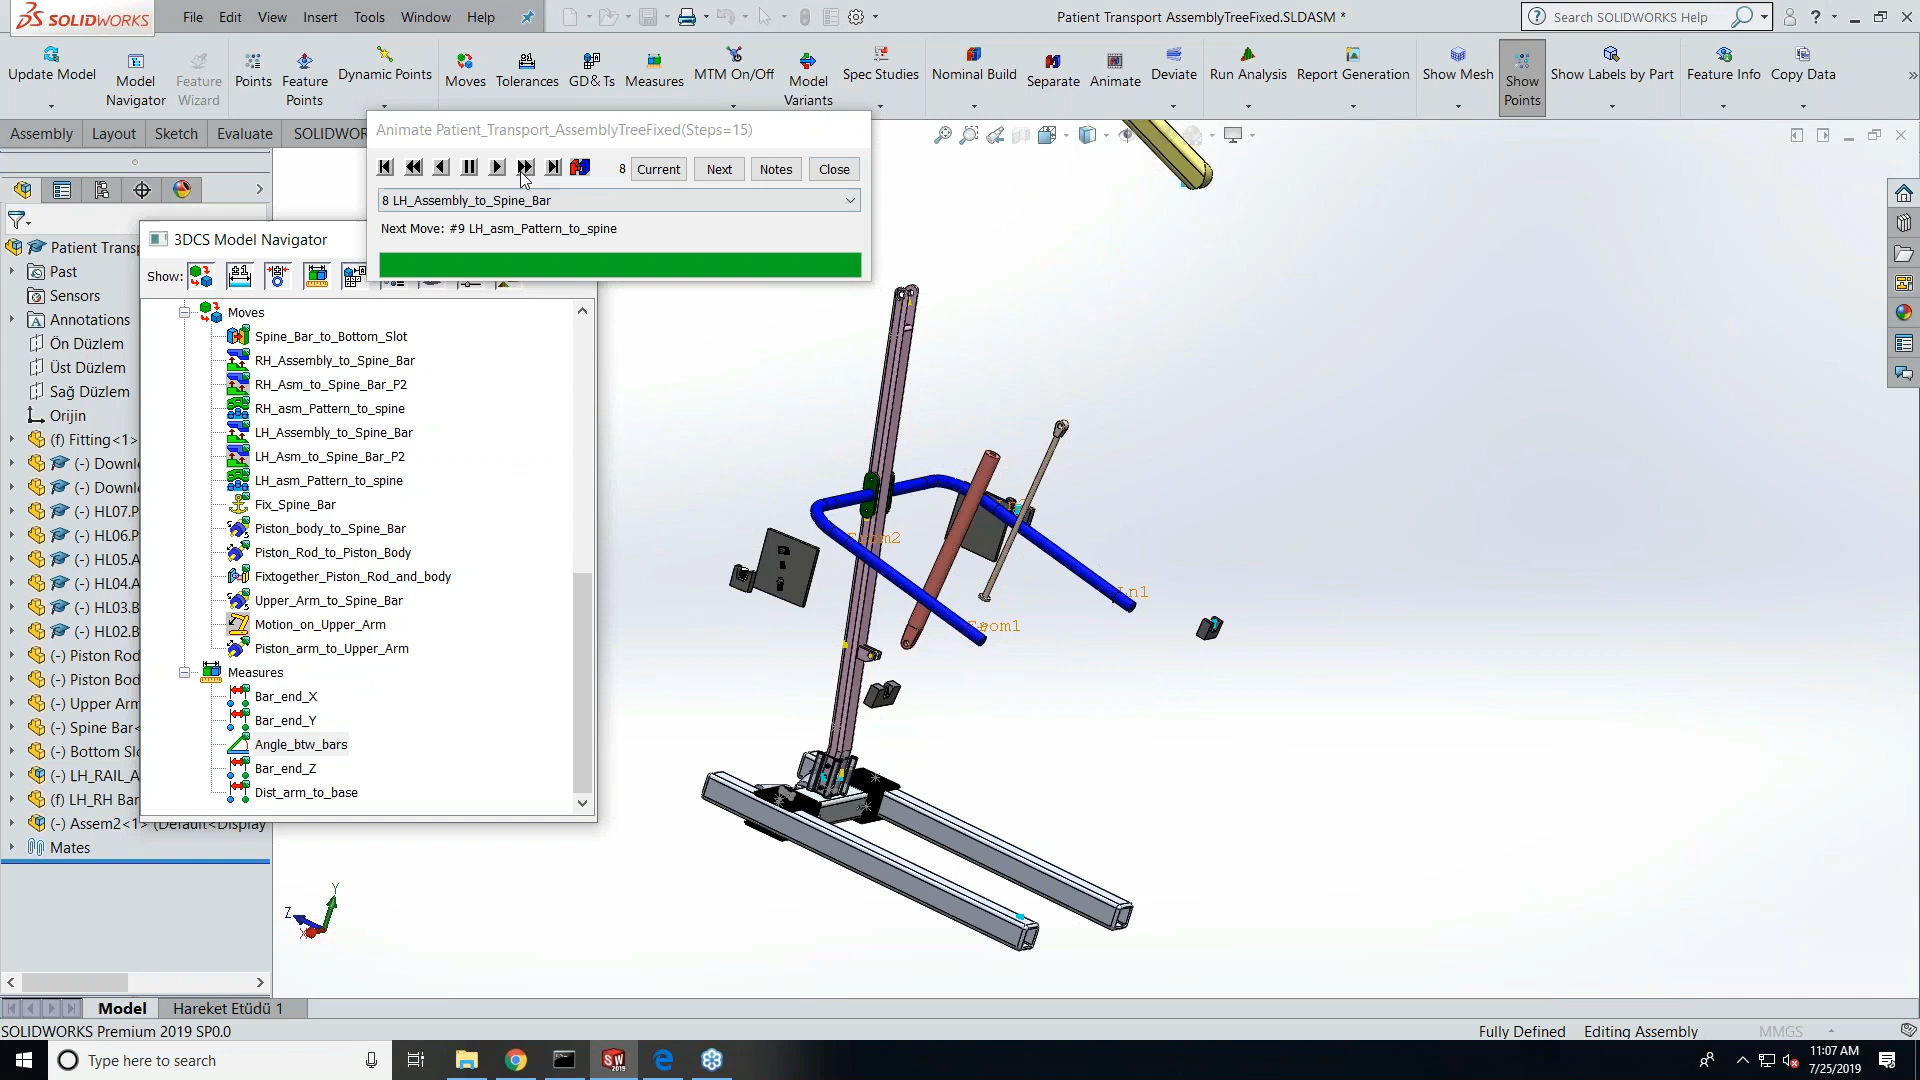 SOLIDWORKS File Edit View Insert Tools Window Help Patient Transport AssemblyTreeFixed.SLDASM * Search SOLIDWORKS Help
Update Model
Model Navigator
Feature Wizard
Points
Feature Points
Dynamic Points
Moves
Tolerances
GD&Ts
Measures
MTM On/Off
Model Variants
Spec Studies
Nominal Build
Separate
Animate
Deviate
Run Analysis
Report Generation
Show Mesh
Show Points
Show Labels by Part
Feature Info
Copy Data
Assembly Layout Sketch Evaluate SOLIDWOR
Animate Patient_Transport_AssemblyTreeFixed(Steps=15)
8 Current Next Notes Close
8 LH_Assembly_to_Spine_Bar
Next Move: #9 LH_asm_Pattern_to_spine
Patient Transp
Past
Sensors
Annotations
Ön Düzlem
Üst Düzlem
Sağ Düzlem
Orijin
(f) Fitting<1>
(-) Downl
(-) Downl
(-) HL07.P
(-) HL06.P
(-) HL05.A
(-) HL04.A
(-) HL03.B
(-) HL02.B
(-) Piston Rod
(-) Piston Bod
(-) Upper Arm
(-) Spine Bar<
(-) Bottom Slo
(-) LH_RAIL_A
(f) LH_RH Bar
(-) Assem2<1> (Default<Display
Mates
3DCS Model Navigator
Show:
Moves
Spine_Bar_to_Bottom_Slot
RH_Assembly_to_Spine_Bar
RH_Asm_to_Spine_Bar_P2
RH_asm_Pattern_to_spine
LH_Assembly_to_Spine_Bar
LH_Asm_to_Spine_Bar_P2
LH_asm_Pattern_to_spine
Fix_Spine_Bar
Piston_body_to_Spine_Bar
Piston_Rod_to_Piston_Body
Fixtogether_Piston_Rod_and_body
Upper_Arm_to_Spine_Bar
Motion_on_Upper_Arm
Piston_arm_to_Upper_Arm
Measures
Bar_end_X
Bar_end_Y
Angle_btw_bars
Bar_end_Z
Dist_arm_to_base
Y
Z
X
Model Hareket Etüdü 1
SOLIDWORKS Premium 2019 SP0.0 Fully Defined Editing Assembly MMGS
Type here to search
SW
2019
11:07 AM
7/25/2019